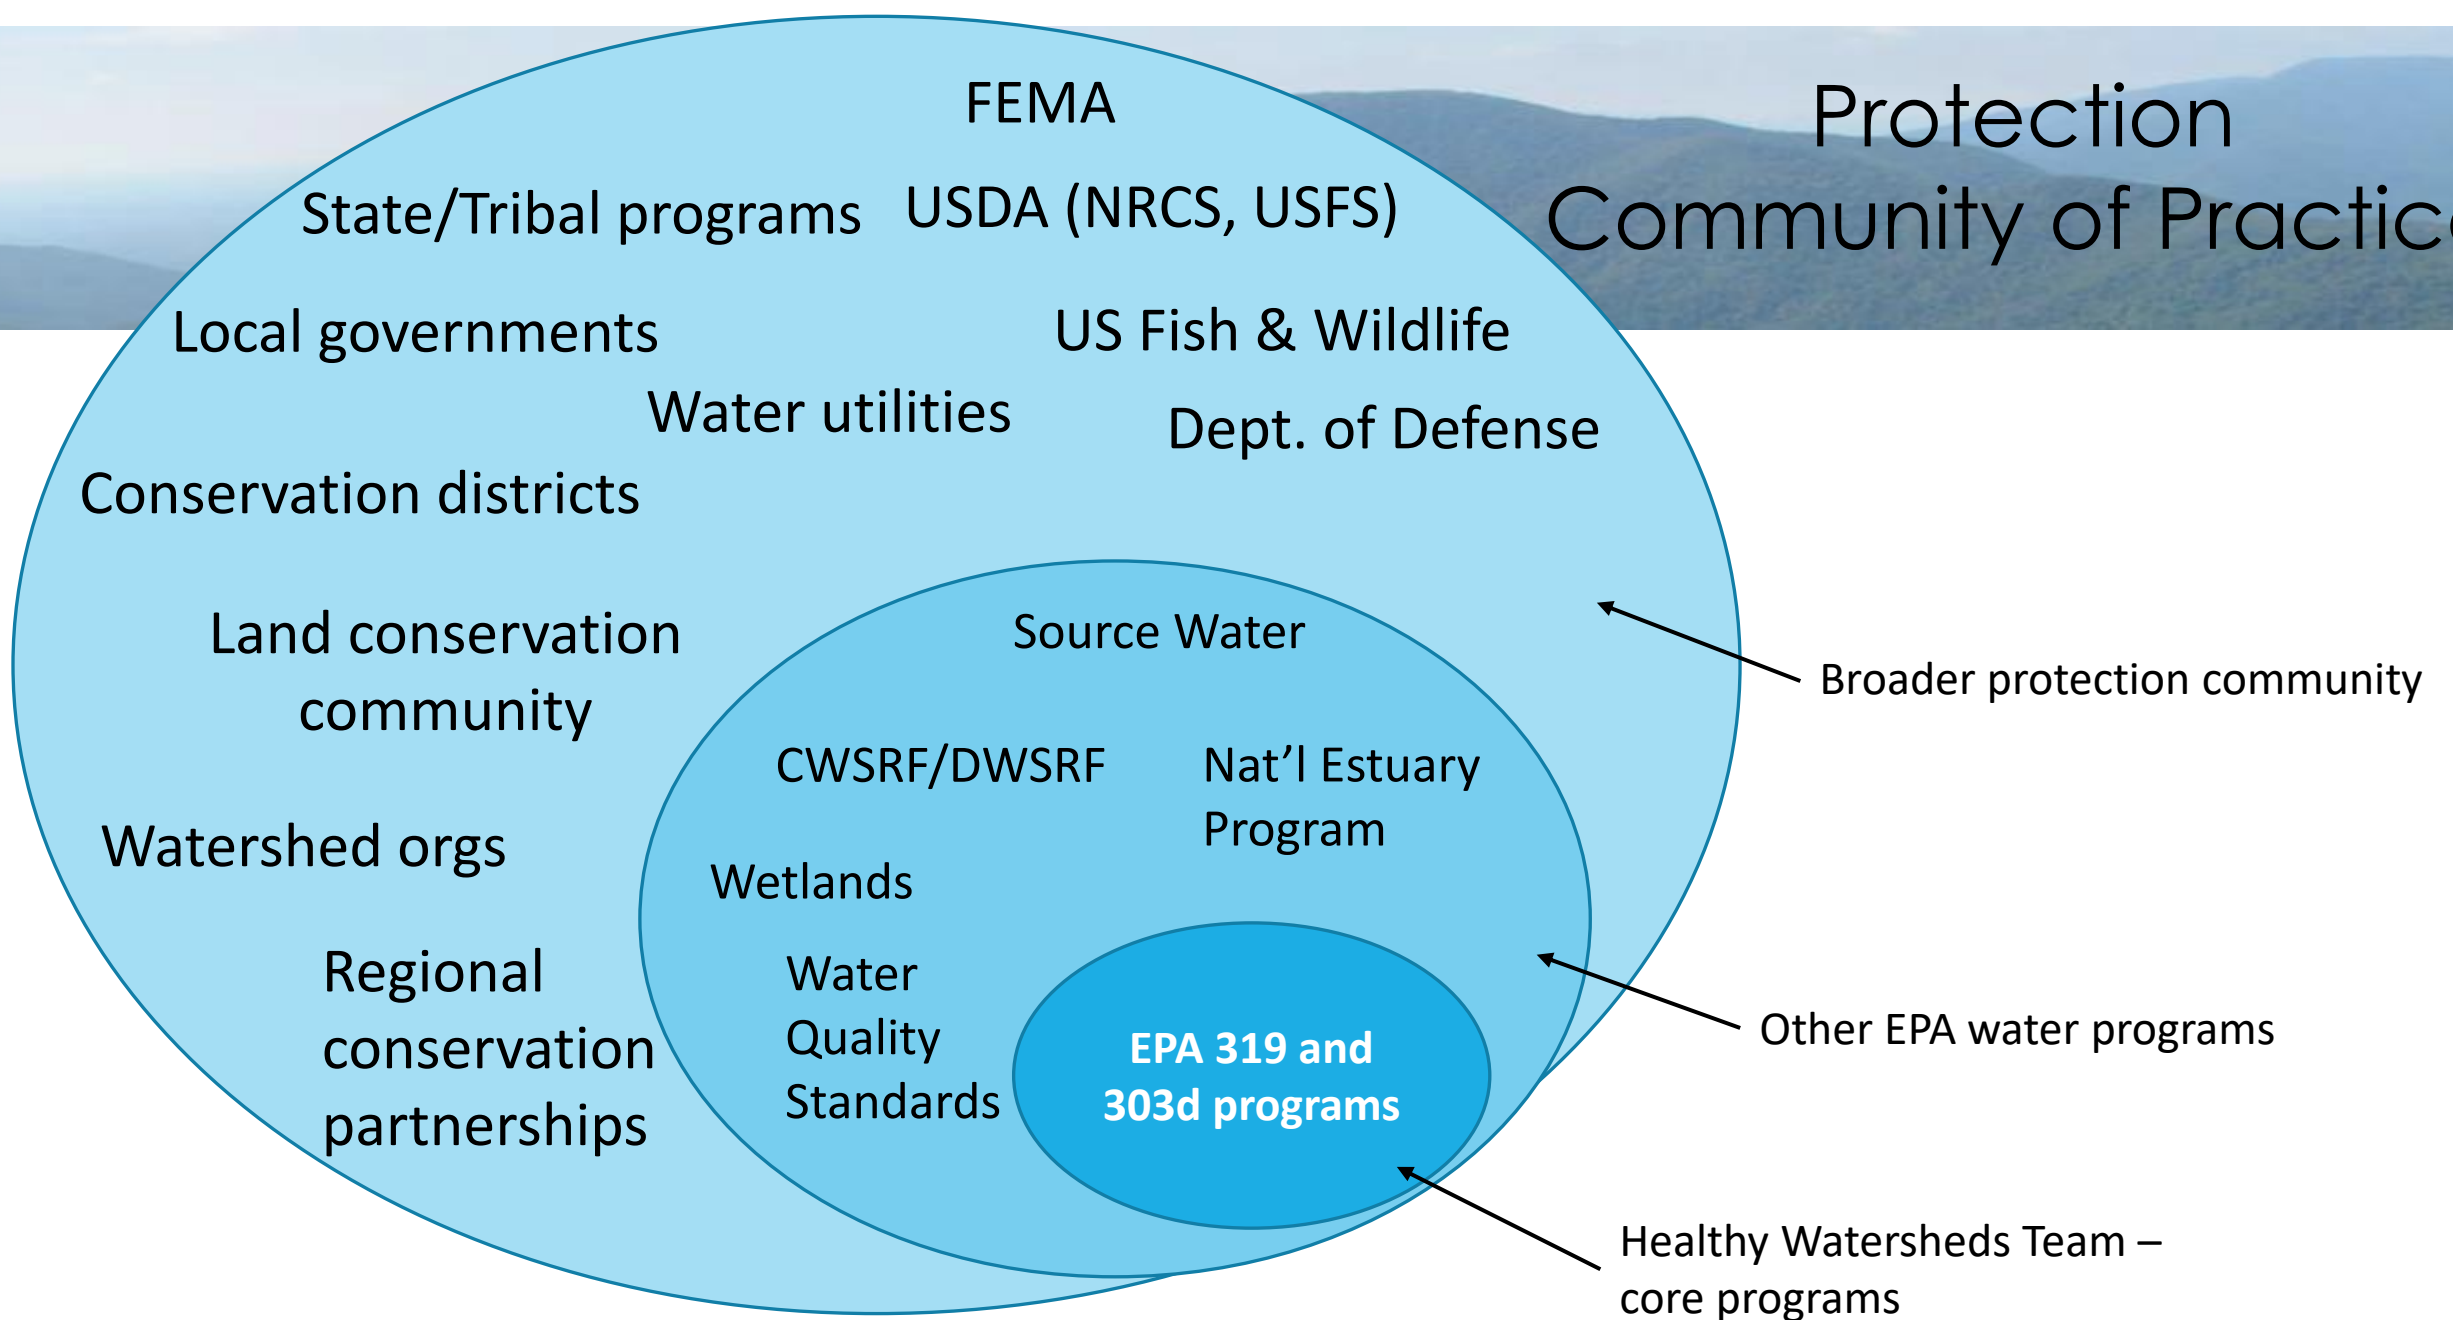 Protection
Community of Practice
FEMA
State/Tribal programs
USDA (NRCS, USFS)
Local governments
US Fish & Wildlife
Water utilities
Dept. of Defense
Conservation districts
Land conservation
community
Watershed orgs
Regional
conservation
partnerships
Source Water
CWSRF/DWSRF
Nat’l Estuary
Program
Wetlands
Water
Quality
Standards
EPA 319 and
303d programs
Broader protection community
Other EPA water programs
Healthy Watersheds Team –
core programs